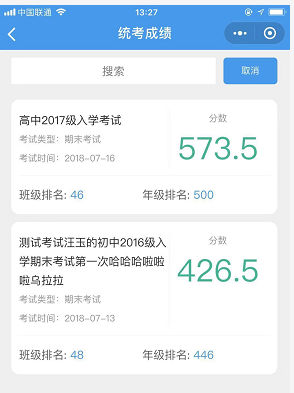 中国联通 13:27
统考成绩
搜索 取消
高中2017级入学考试
考试类型：期末考试
考试时间：2018-07-16
分数
573.5
班级排名: 46 年级排名: 500
测试考试汪玉的初中2016级入
学期末考试第一次哈哈哈啦啦
啦乌拉拉
考试类型：期末考试
考试时间：2018-07-13
分数
426.5
班级排名: 48 年级排名: 446